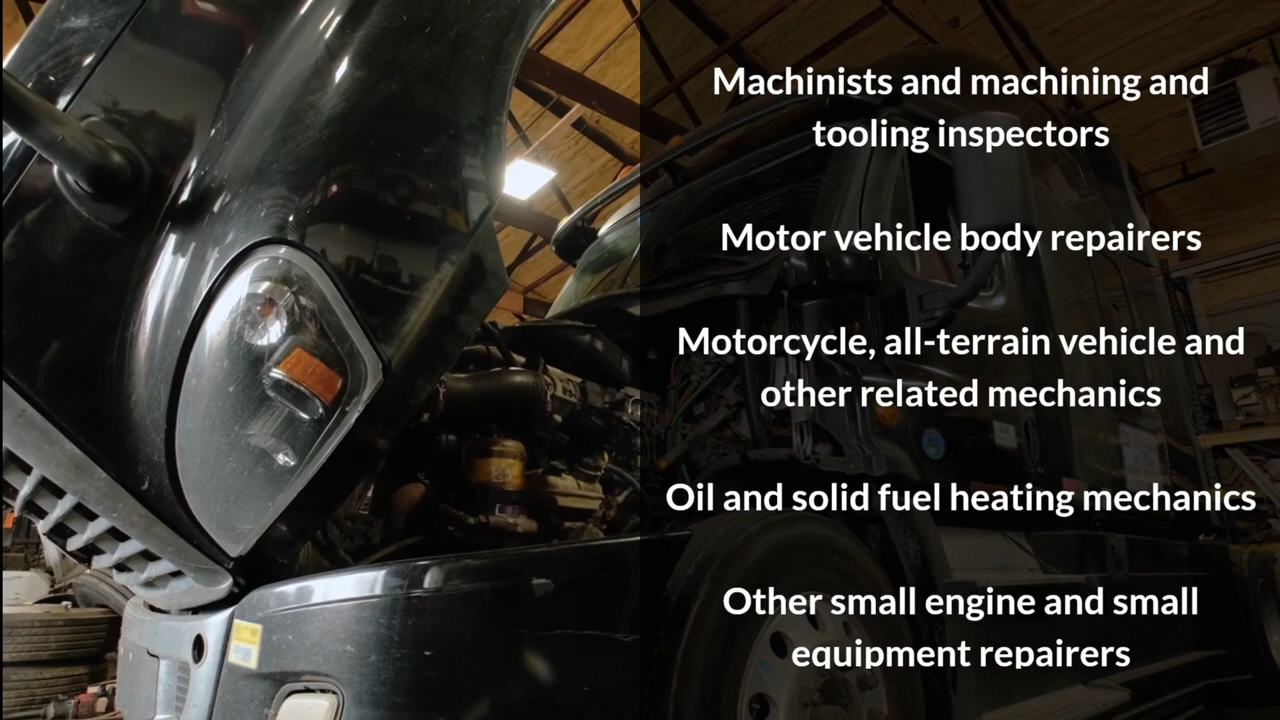 Machinists and machining and
tooling inspectors
Motor vehicle body repairers
Motorcycle, all-terrain vehicle and
other related mechanics
Oil and solid fuel heating mechanics
Other small engine and small
equipment repairers